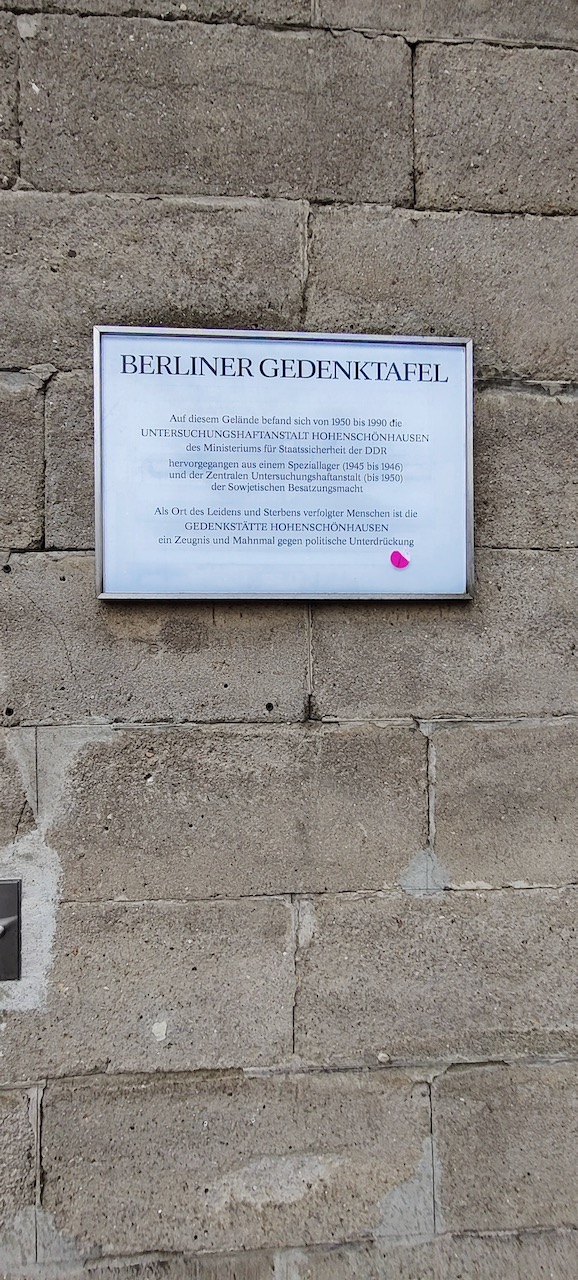 BERLINER GEDENKTAFEL
Auf diesem Gelände befand sich von 1950 bis 1990 die
UNTERSUCHUNGSHAFTANSTALT HOHENSCHÖNHAUSEN
des Ministeriums für Staatssicherheit der DDR
hervorgegangen aus einem Speziallager (1945 bis 1946)
und der Zentralen Untersuchungshaftanstalt (bis 1950)
der Sowjetischen Besatzungsmacht
Als Ort des Leidens und Sterbens verfolgter Menschen ist die
GEDENKSTÄTTE HOHENSCHÖNHAUSEN
ein Zeugnis und Mahnmal gegen politische Unterdrückung